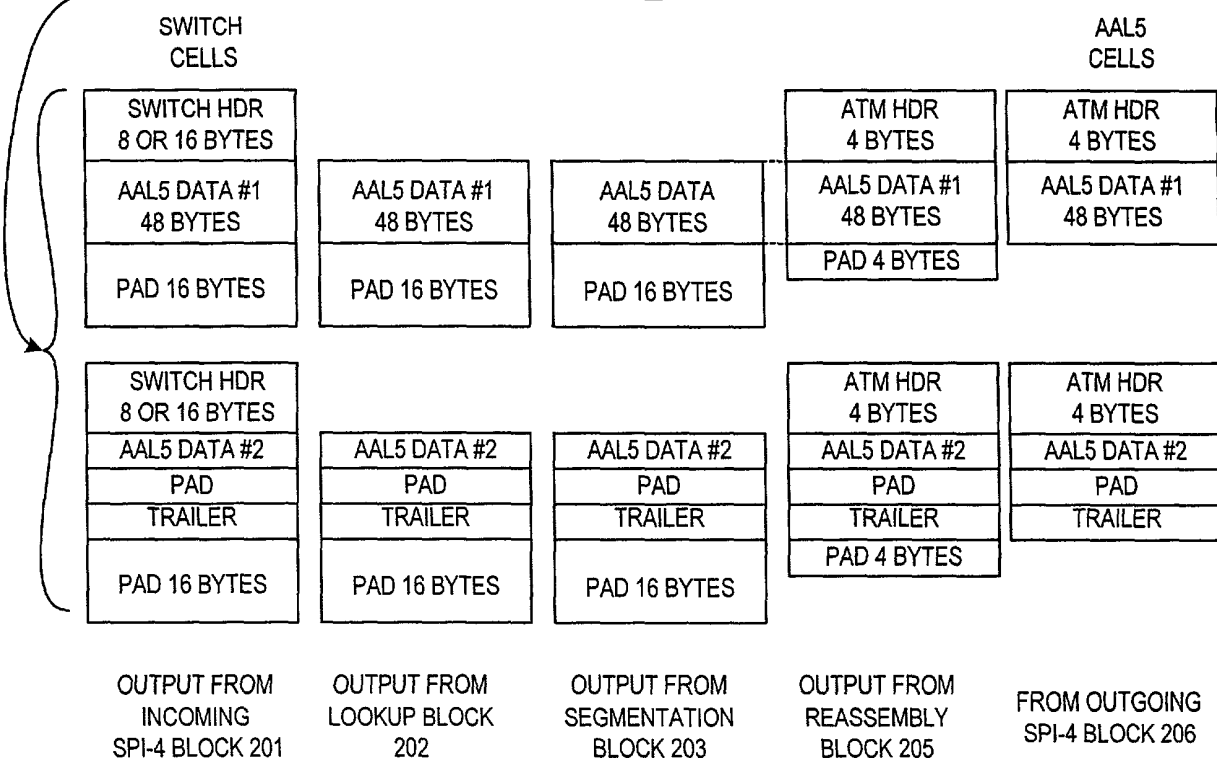 SWITCH
CELLS
AAL5
CELLS
SWITCH HDR
8 OR 16 BYTES
AAL5 DATA #1
48 BYTES
PAD 16 BYTES
AAL5 DATA #1
48 BYTES
PAD 16 BYTES
AAL5 DATA
48 BYTES
PAD 16 BYTES
ATM HDR
4 BYTES
AAL5 DATA #1
48 BYTES
PAD 4 BYTES
ATM HDR
4 BYTES
AAL5 DATA #1
48 BYTES
SWITCH HDR
8 OR 16 BYTES
AAL5 DATA #2
PAD
TRAILER
PAD 16 BYTES
AAL5 DATA #2
PAD
TRAILER
PAD 16 BYTES
AAL5 DATA #2
PAD
TRAILER
PAD 16 BYTES
ATM HDR
4 BYTES
AAL5 DATA #2
PAD
TRAILER
PAD 4 BYTES
ATM HDR
4 BYTES
AAL5 DATA #2
PAD
TRAILER
OUTPUT FROM
INCOMING
SPI-4 BLOCK 201
OUTPUT FROM
LOOKUP BLOCK
202
OUTPUT FROM
SEGMENTATION
BLOCK 203
OUTPUT FROM
REASSEMBLY
BLOCK 205
FROM OUTGOING
SPI-4 BLOCK 206